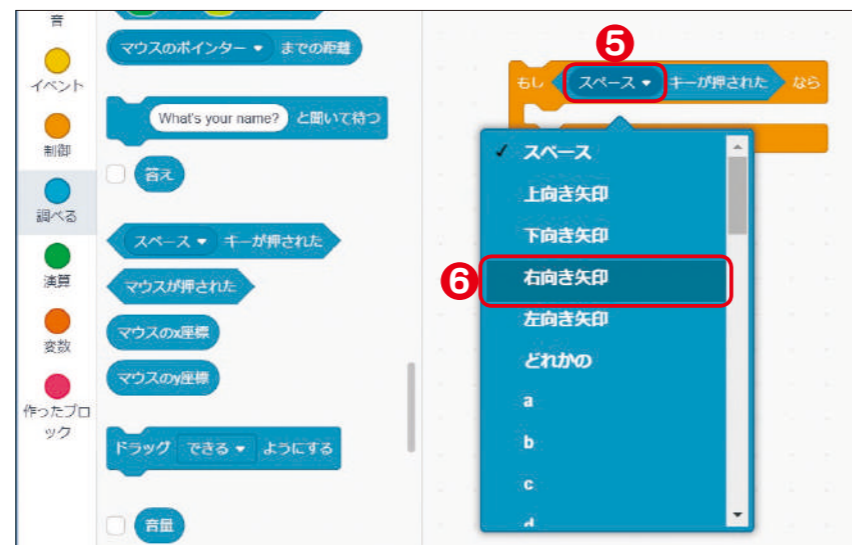 音
イベント
制御
調べる
演算
変数
作ったブロ
ック
マウスのポインター までの距離
What's your name? と聞いて待つ
答え
スペース キーが押された
マウスが押された
マウスのx座標
マウスのy座標
ドラッグ できる ようにする
音量
❺
もし スペース キーが押された なら
✓ スペース
上向き矢印
下向き矢印
❻ 右向き矢印
左向き矢印
どれかの
a
b
c
d